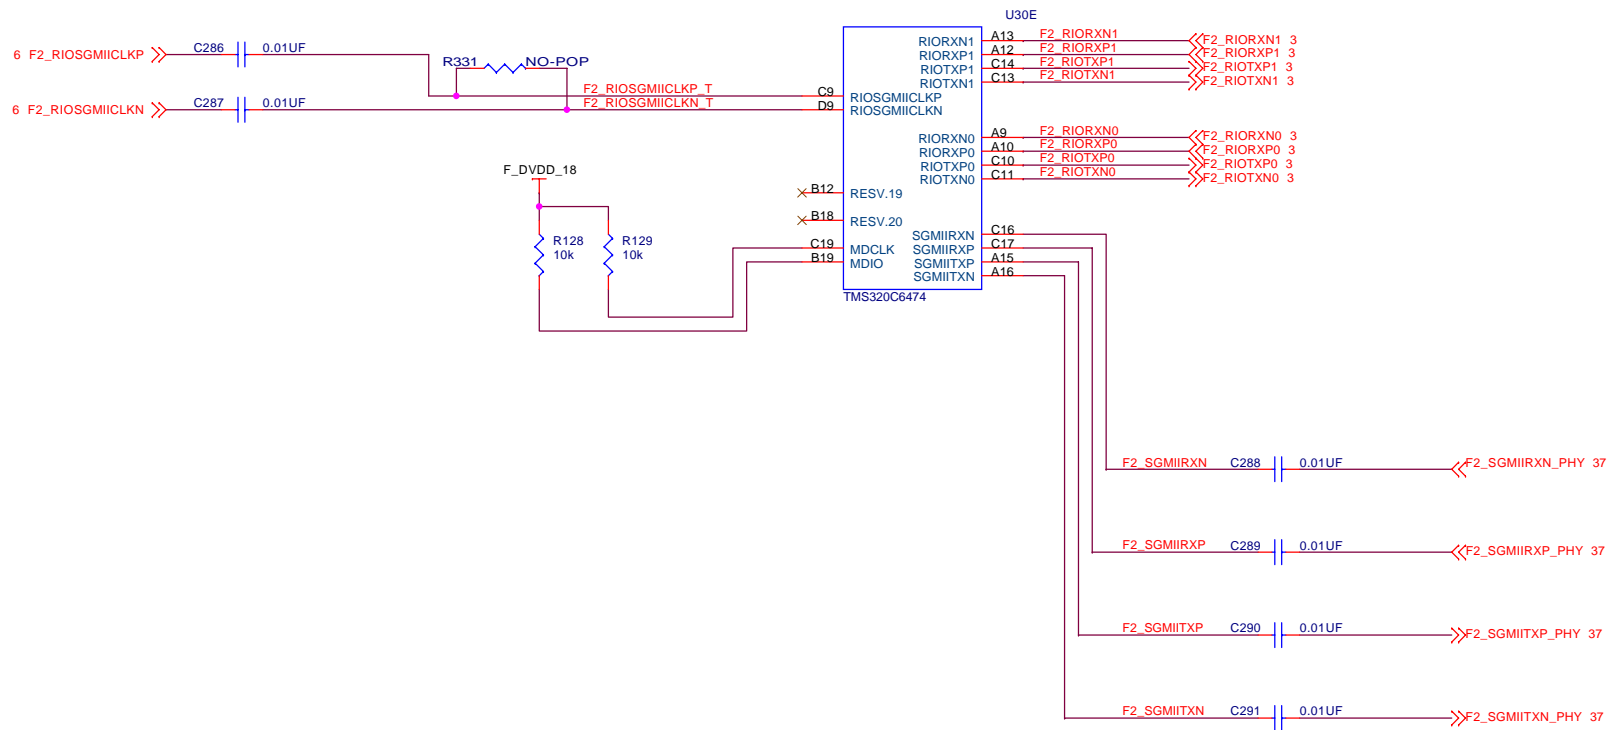 U30E
6 F2_RIOSGMIICLKP C286 0.01UF
R331 NO-POP
F2_RIOSGMIICLKP_T C9 RIOSGMIICLKP
6 F2_RIOSGMIICLKN C287 0.01UF F2_RIOSGMIICLKN_T D9 RIOSGMIICLKN
RIORXN1 A13 F2_RIORXN1 F2_RIORXN1 3
RIORXP1 A12 F2_RIORXP1 F2_RIORXP1 3
RIOTXP1 C14 F2_RIOTXP1 F2_RIOTXP1 3
RIOTXN1 C13 F2_RIOTXN1 F2_RIOTXN1 3
RIORXN0 A9 F2_RIORXN0 F2_RIORXN0 3
RIORXP0 A10 F2_RIORXP0 F2_RIORXP0 3
RIOTXP0 C10 F2_RIOTXP0 F2_RIOTXP0 3
RIOTXN0 C11 F2_RIOTXN0 F2_RIOTXN0 3
F_DVDD_18
B12 RESV.19
B18 RESV.20
R128 10k
R129 10k
C19 MDCLK
B19 MDIO
SGMIIRXN C16
SGMIIRXP C17
SGMIITXP A15
SGMIITXN A16
TMS320C6474
F2_SGMIIRXN C288 0.01UF F2_SGMIIRXN_PHY 37
F2_SGMIIRXP C289 0.01UF F2_SGMIIRXP_PHY 37
F2_SGMIITXP C290 0.01UF F2_SGMIITXP_PHY 37
F2_SGMIITXN C291 0.01UF F2_SGMIITXN_PHY 37